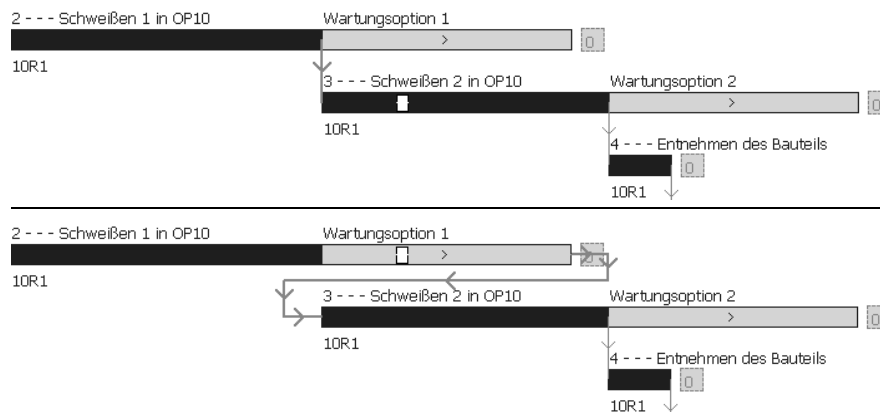 2 - - - Schweißen 1 in OP10 Wartungsoption 1
> 0
10R1
3 - - - Schweißen 2 in OP10 Wartungsoption 2
> 0
10R1
4 - - - Entnehmen des Bauteils
0
10R1
2 - - - Schweißen 1 in OP10 Wartungsoption 1
> 0
10R1
3 - - - Schweißen 2 in OP10 Wartungsoption 2
> 0
10R1
4 - - - Entnehmen des Bauteils
0
10R1